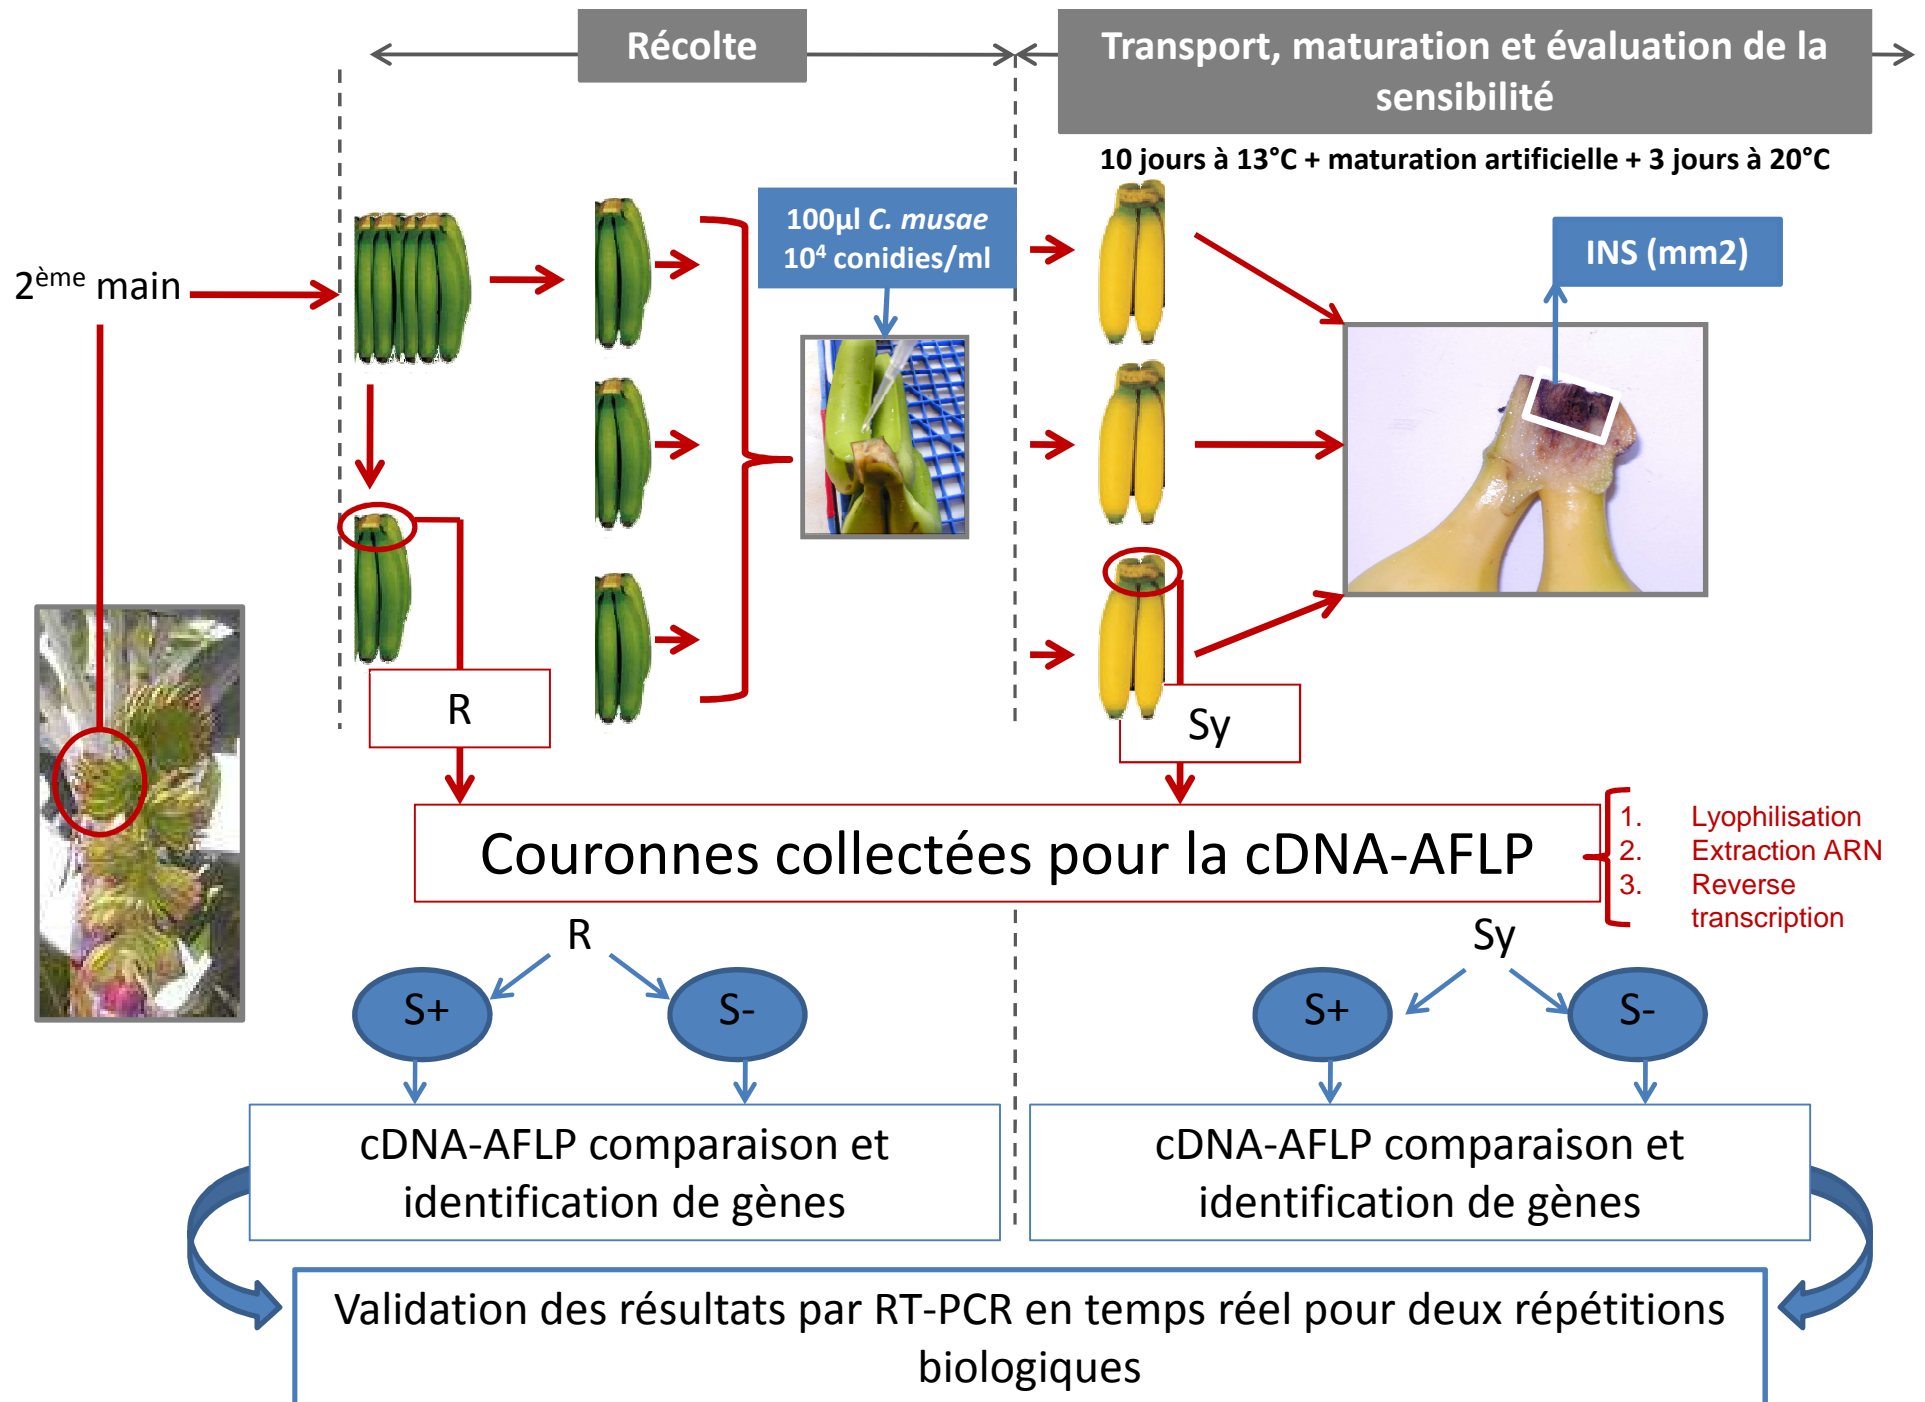 Récolte
Transport, maturation et évaluation de la
sensibilité
10 jours à 13°C + maturation artificielle + 3 jours à 20°C
100µl C. musae
10⁴ conidies/ml
INS (mm2)
2ème main
R
Sy
Couronnes collectées pour la cDNA-AFLP
1. Lyophilisation
2. Extraction ARN
3. Reverse
transcription
R
Sy
S+
S-
S+
S-
cDNA-AFLP comparaison et
identification de gènes
cDNA-AFLP comparaison et
identification de gènes
Validation des résultats par RT-PCR en temps réel pour deux répétitions
biologiques